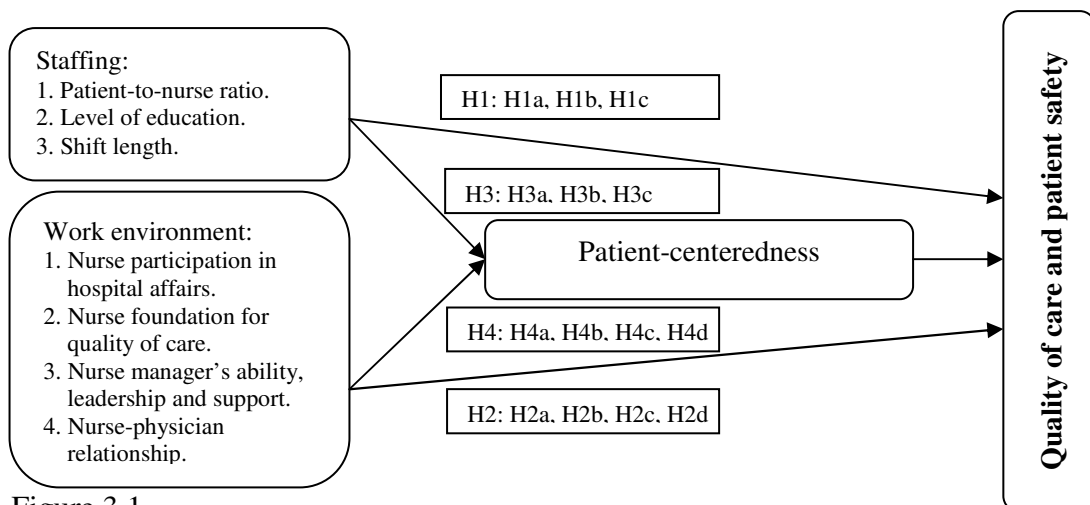 Staffing:
1. Patient-to-nurse ratio.
2. Level of education.
3. Shift length.
H1: H1a, H1b, H1c
H3: H3a, H3b, H3c
Work environment:
1. Nurse participation in
hospital affairs.
2. Nurse foundation for
quality of care.
3. Nurse manager's ability,
leadership and support.
4. Nurse-physician
relationship.
Patient-centeredness
H4: H4a, H4b, H4c, H4d
H2: H2a, H2b, H2c, H2d
Quality of care and patient safety
Figure 3.1